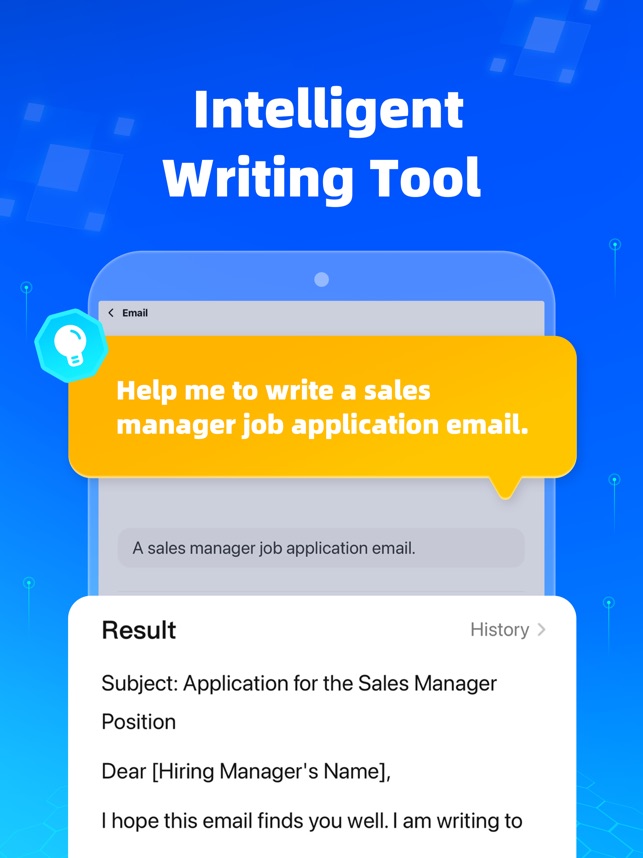 Intelligent
Writing Tool
Email
Help me to write a sales
manager job application email.
A sales manager job application email.
Result
History
Subject: Application for the Sales Manager
Position
Dear [Hiring Manager's Name],
I hope this email finds you well. I am writing to